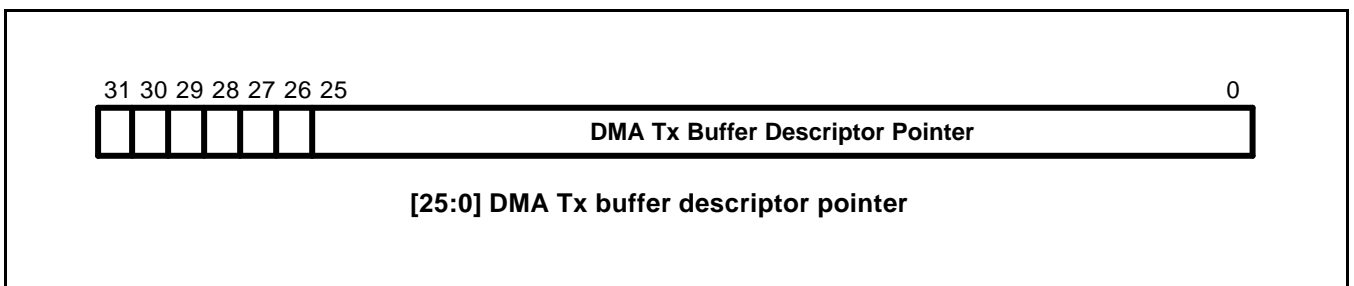 31 30 29 28 27 26 25 0
DMA Tx Buffer Descriptor Pointer
[25:0] DMA Tx buffer descriptor pointer